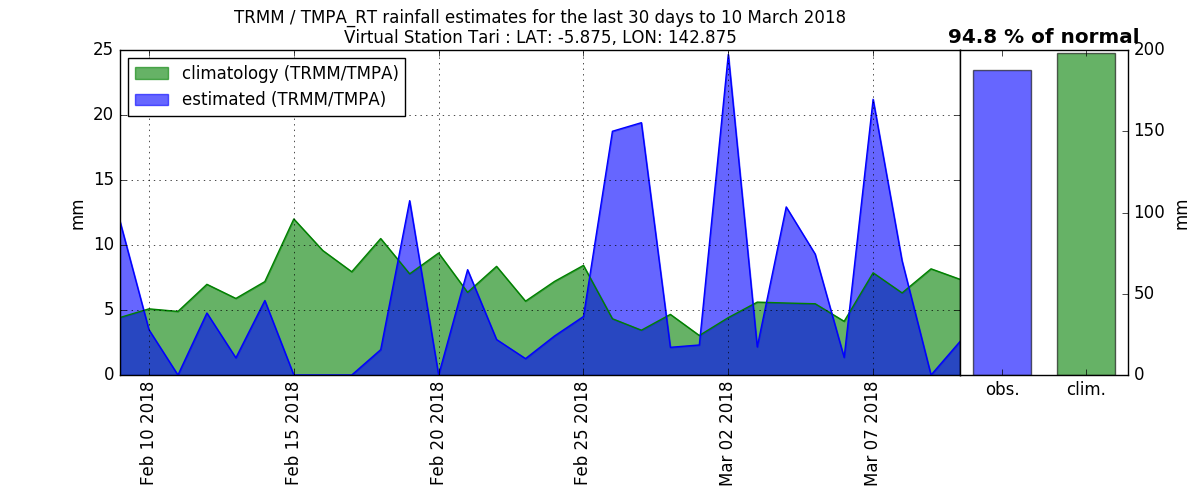 TRMM / TMPA_RT rainfall estimates for the last 30 days to 10 March 2018
Virtual Station Tari : LAT: -5.875, LON: 142.875
94.8 % of normal
climatology (TRMM/TMPA)
estimated (TRMM/TMPA)
25
20
15
10
5
0
mm
Feb 10 2018
Feb 15 2018
Feb 20 2018
Feb 25 2018
Mar 02 2018
Mar 07 2018
200
150
100
50
0
mm
obs.
clim.